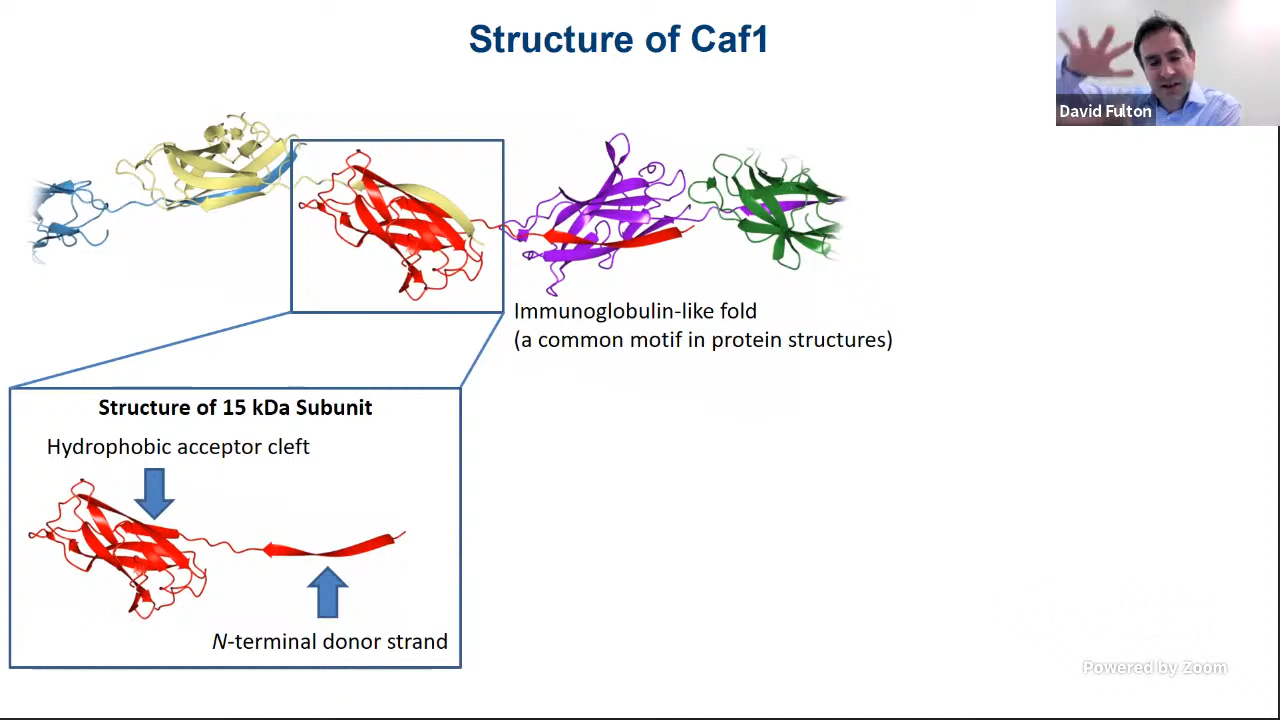 Structure of Caf1
David Fulton
Immunoglobulin-like fold
(a common motif in protein structures)
Structure of 15 kDa Subunit
Hydrophobic acceptor cleft
N-terminal donor strand
Powered by Zoom